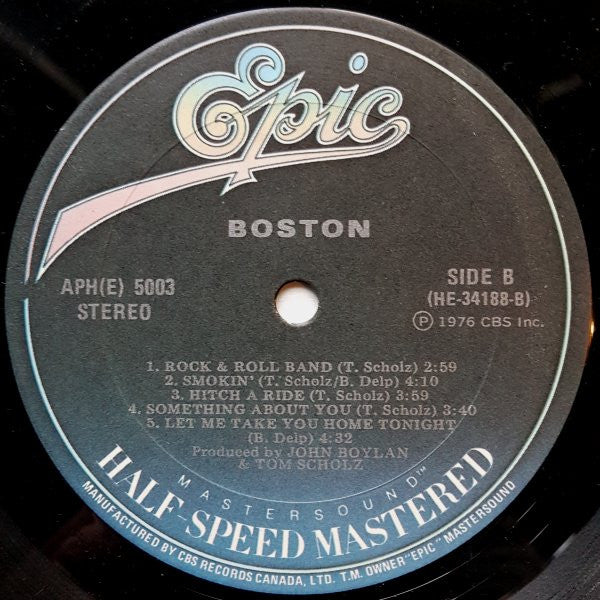 Epic
BOSTON
APH(E) 5003
STEREO
SIDE B
(HE-34188-B)
Ⓟ 1976 CBS Inc.
1. ROCK & ROLL BAND (T. Scholz) 2:59
2. SMOKIN' (T. Scholz/B. Delp) 4:10
3. HITCH A RIDE (T. Scholz) 3:59
4. SOMETHING ABOUT YOU (T. Scholz) 3:40
5. LET ME TAKE YOU HOME TONIGHT
(B. Delp) 4:32
Produced by JOHN BOYLAN
& TOM SCHOLZ
MASTERSOUND™
HALF SPEED MASTERED
MANUFACTURED BY CBS RECORDS CANADA, LTD. T.M. OWNER "EPIC" MASTERSOUND